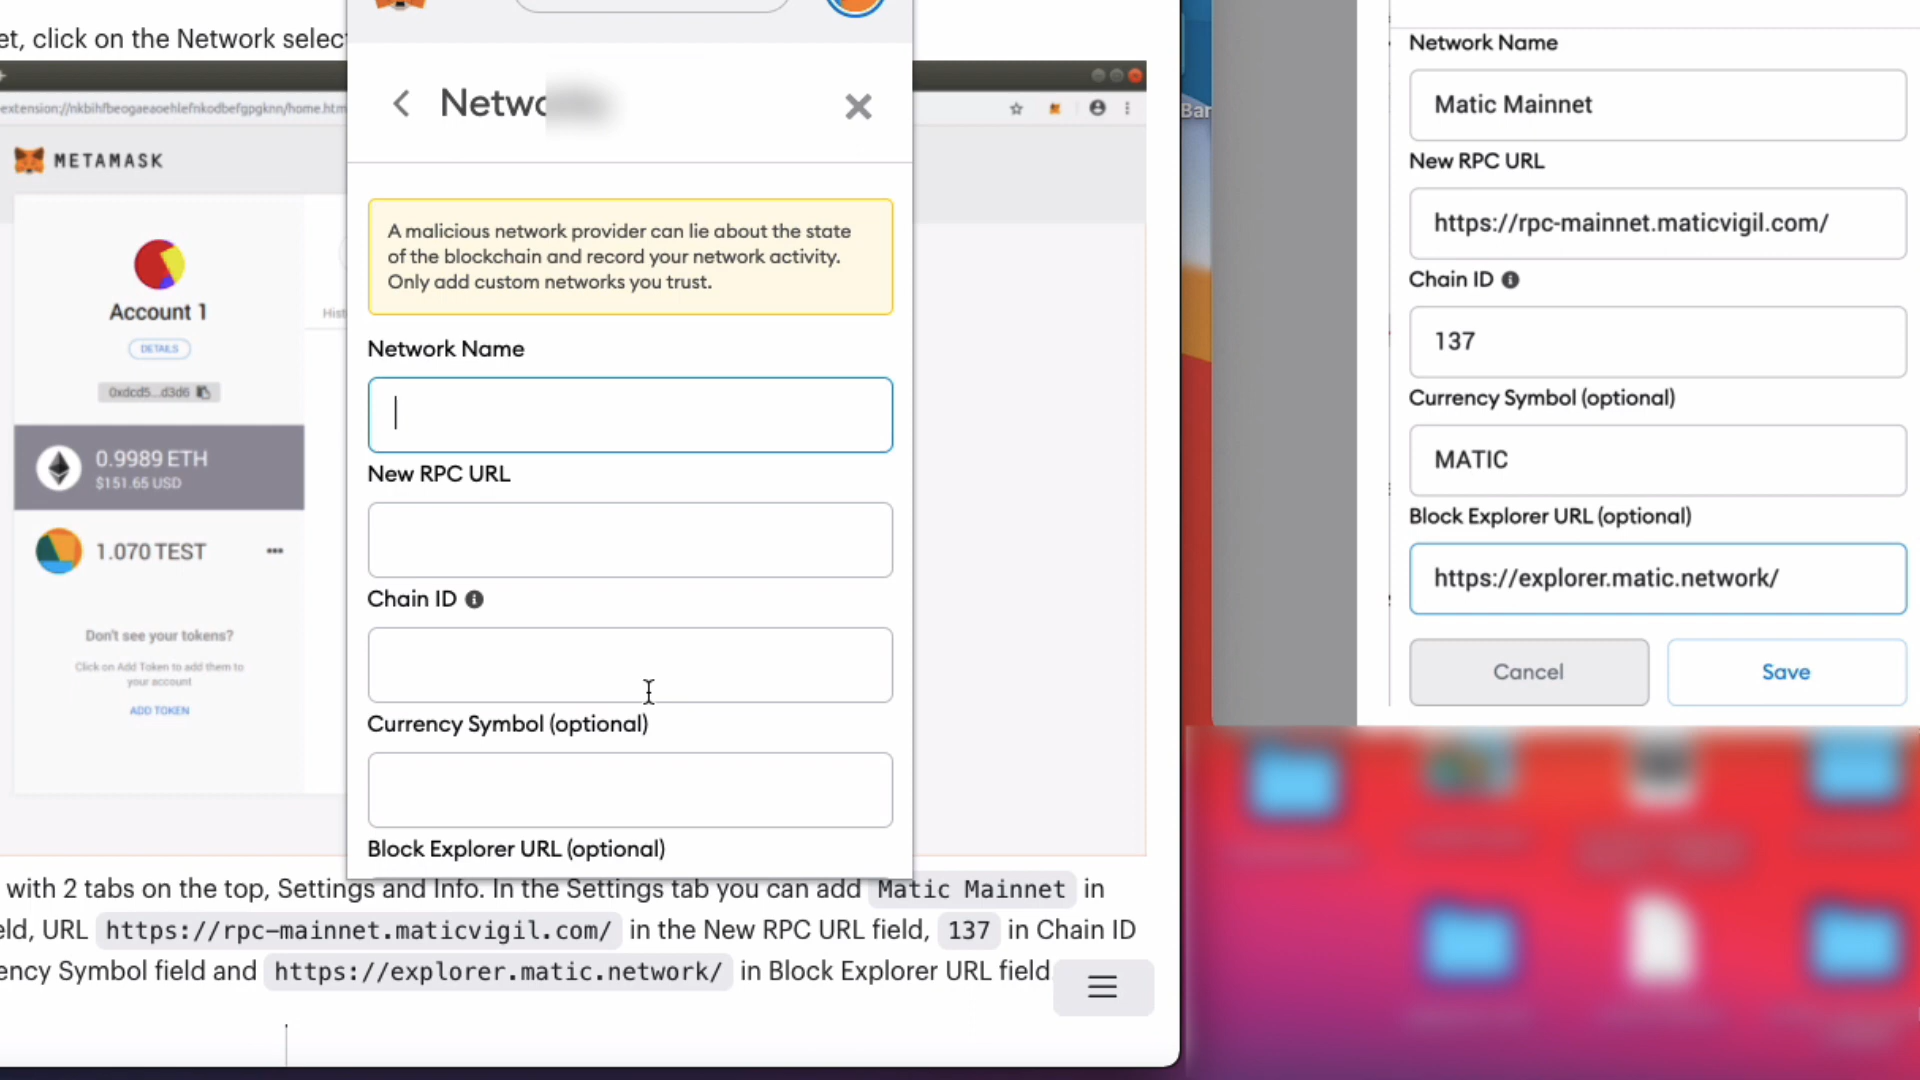 et, click on the Network selec
extension://nkbihfbeogaeaoehlefnkodbefgpgknn/home.htm
METAMASK
Account 1
DETAILS
0xdcd5...d3d6
0.9989 ETH
$151.65 USD
1.070 TEST
Don't see your tokens?
Click on Add Token to add them to
your account
ADD TOKEN
Hist
Netwo
A malicious network provider can lie about the state
of the blockchain and record your network activity.
Only add custom networks you trust.
Network Name
New RPC URL
Chain ID
Currency Symbol (optional)
Block Explorer URL (optional)
with 2 tabs on the top, Settings and Info. In the Settings tab you can add Matic Mainnet in
eld, URL https://rpc-mainnet.maticvigil.com/ in the New RPC URL field, 137 in Chain ID
ency Symbol field and https://explorer.matic.network/ in Block Explorer URL field
Bar
Network Name
Matic Mainnet
New RPC URL
https://rpc-mainnet.maticvigil.com/
Chain ID
137
Currency Symbol (optional)
MATIC
Block Explorer URL (optional)
https://explorer.matic.network/
Cancel
Save